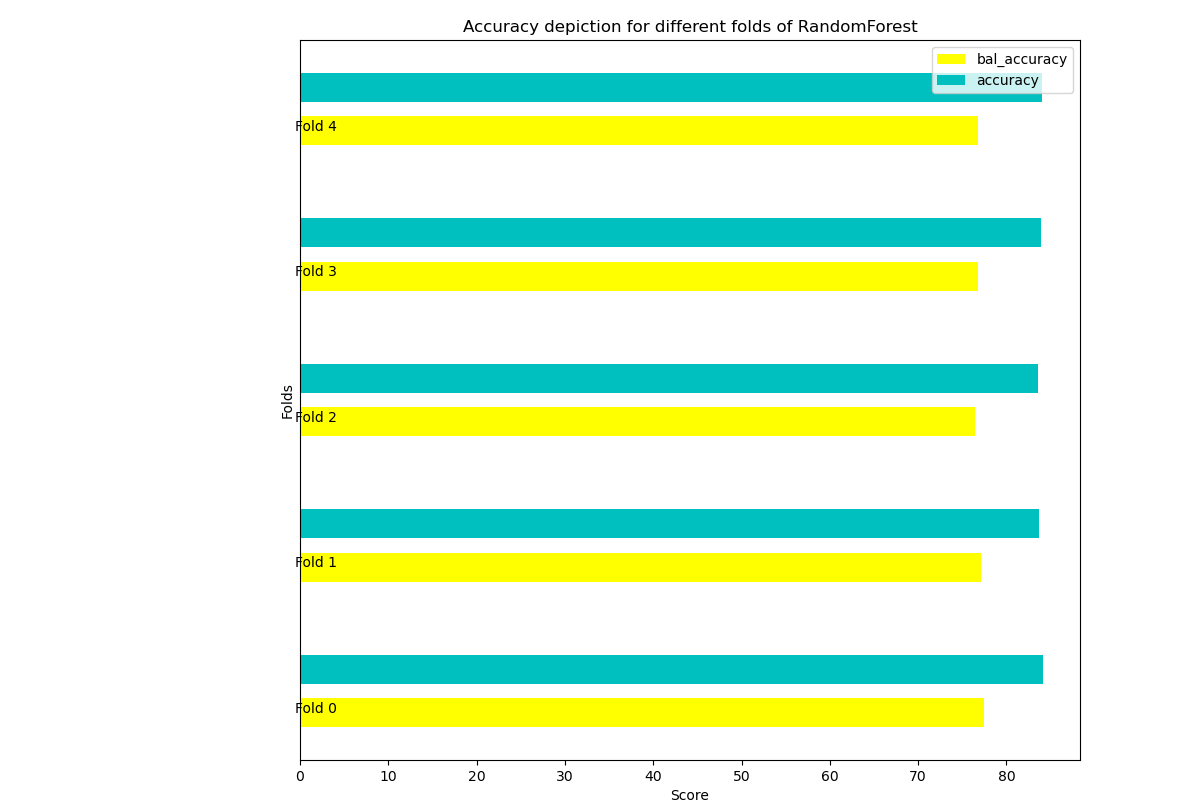 Accuracy depiction for different folds of RandomForest
bal_accuracy
accuracy
Fold 4
Fold 3
Folds
Fold 2
Fold 1
Fold 0
0 10 20 30 40 50 60 70 80
Score